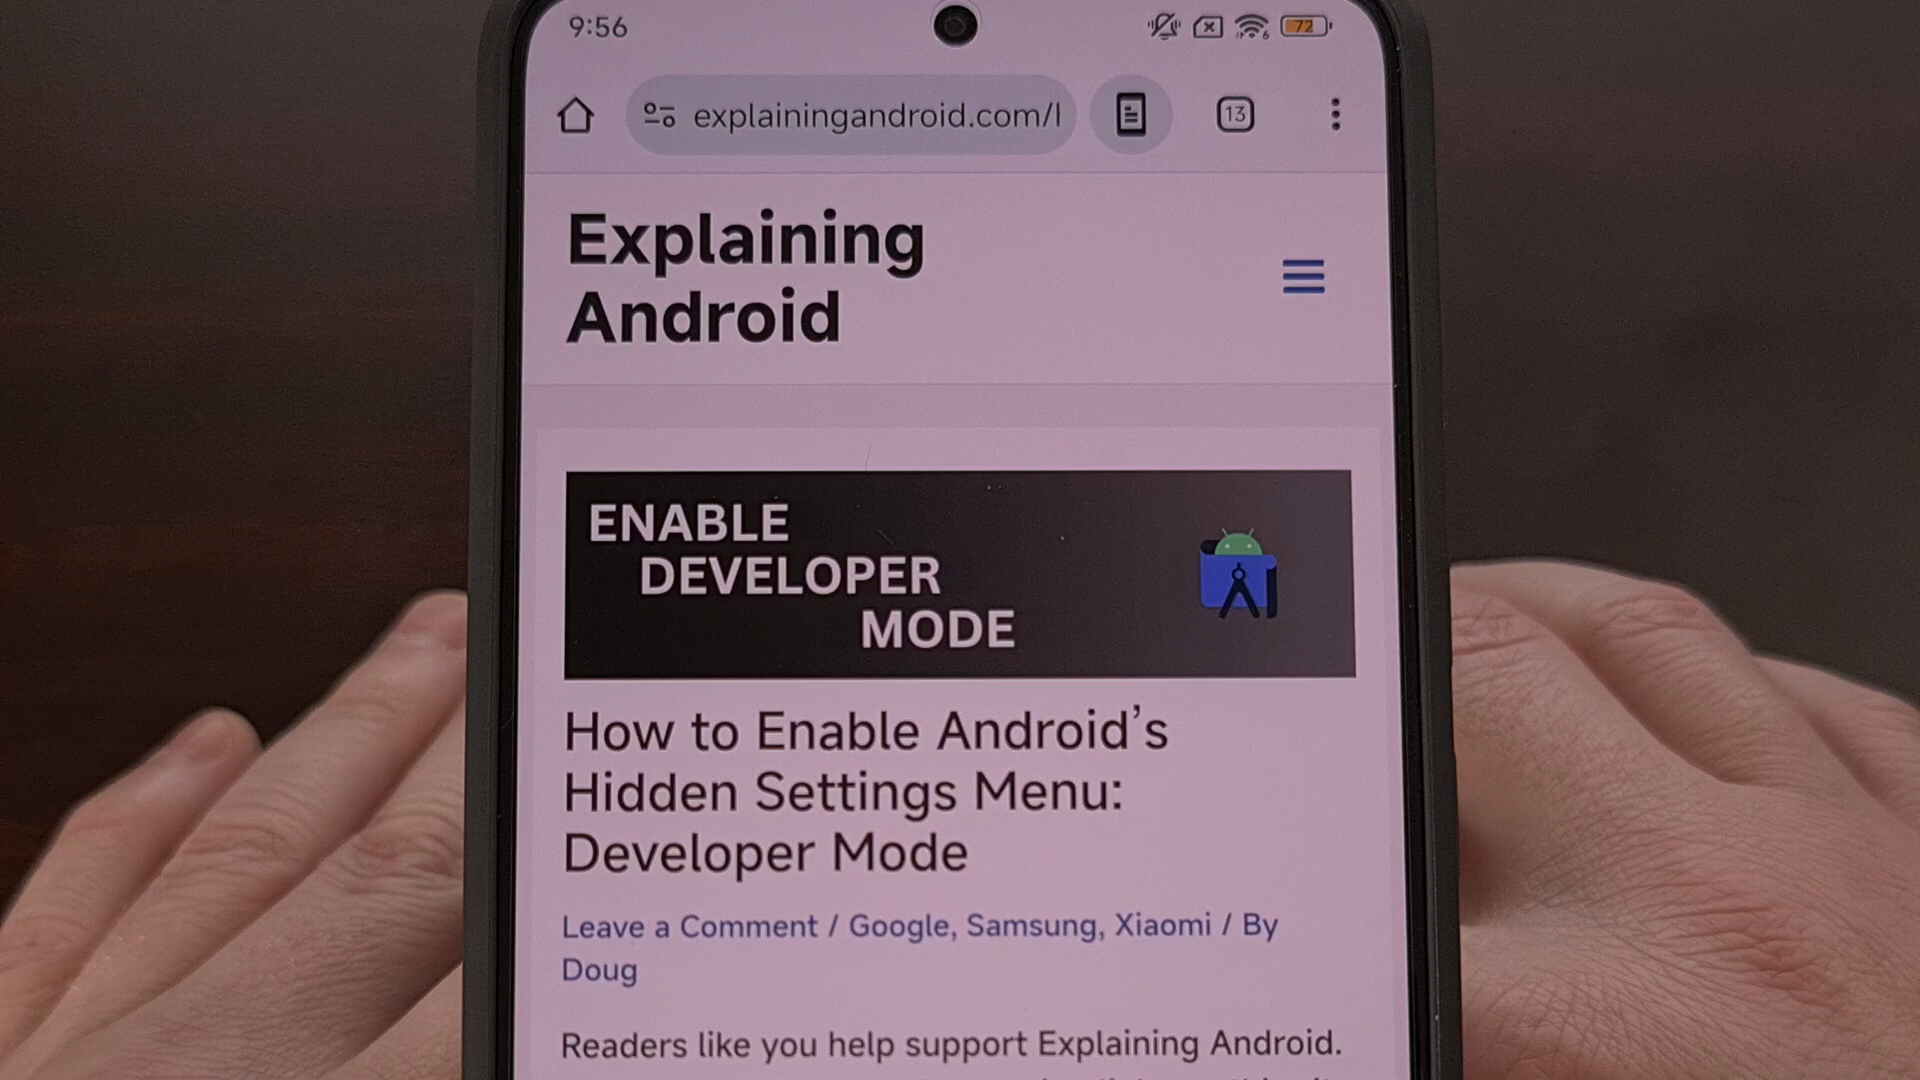 9:56
72
explainingandroid.com/
13
Explaining
Android
ENABLE
DEVELOPER
MODE
How to Enable Android’s
Hidden Settings Menu:
Developer Mode
Leave a Comment / Google, Samsung, Xiaomi / By
Doug
Readers like you help support Explaining Android.